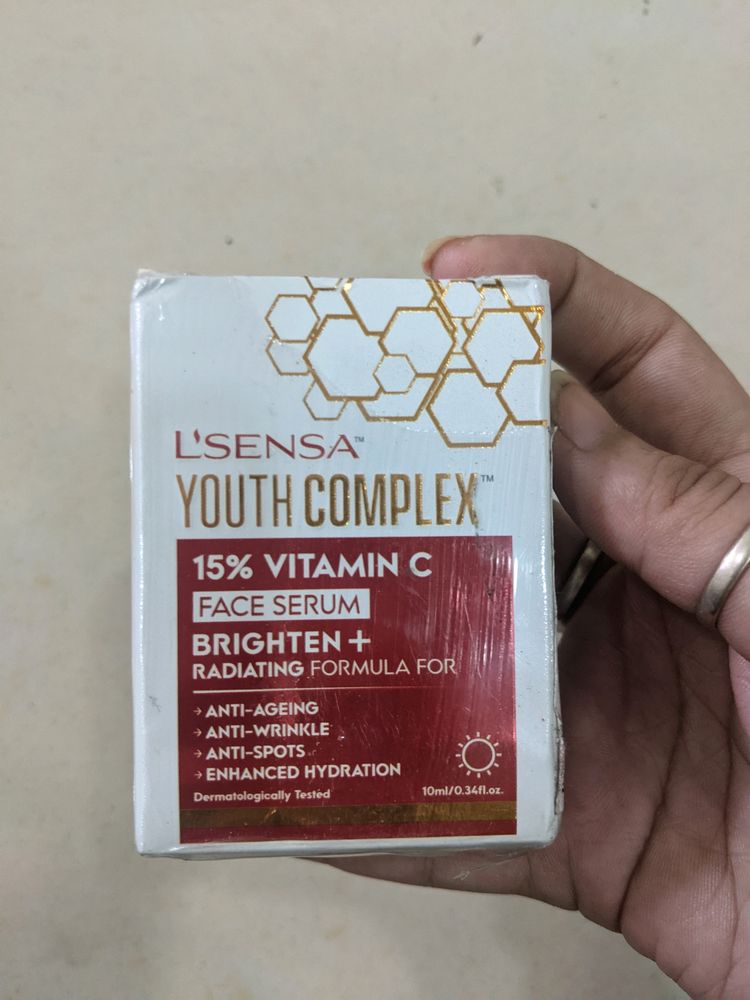 L'SENSA™
YOUTH COMPLEX™
15% VITAMIN C
FACE SERUM
BRIGHTEN +
RADIATING FORMULA FOR
→ ANTI-AGEING
→ ANTI-WRINKLE
→ ANTI-SPOTS
→ ENHANCED HYDRATION
Dermatologically Tested 10ml/0.34fl.oz.